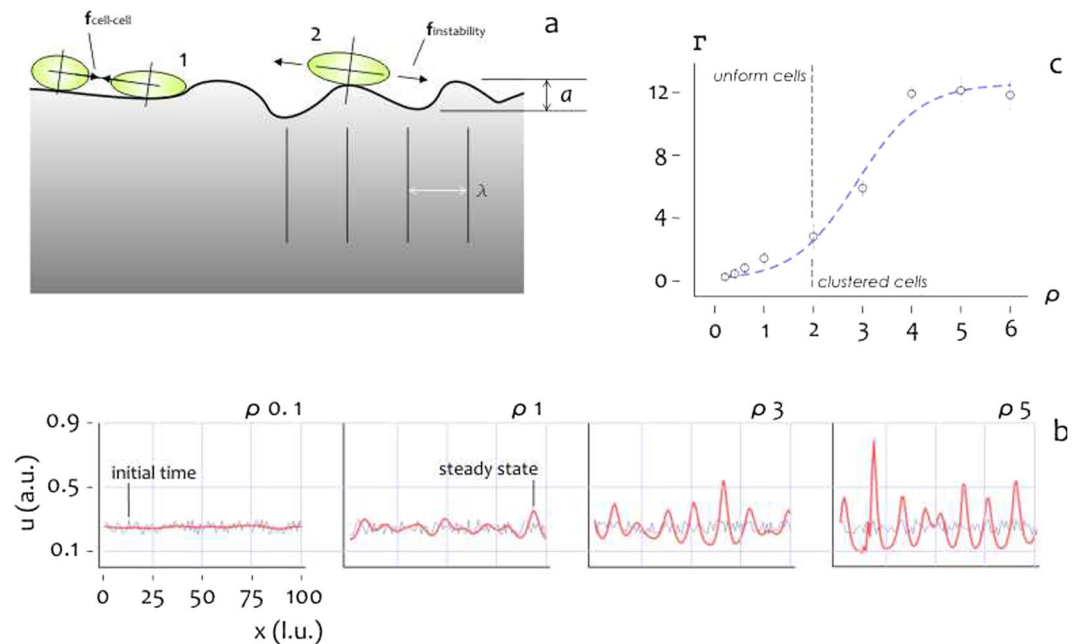 a
f cell-cell
1
2
f instability
a
λ
c
Γ
unform cells
12
8
4
0
clustered cells
ρ
0 1 2 3 4 5 6
b
ρ 0.1
ρ 1
ρ 3
ρ 5
0.9
0.5
0.1
u (a.u.)
initial time
steady state
0 25 50 75 100
x (l.u.)